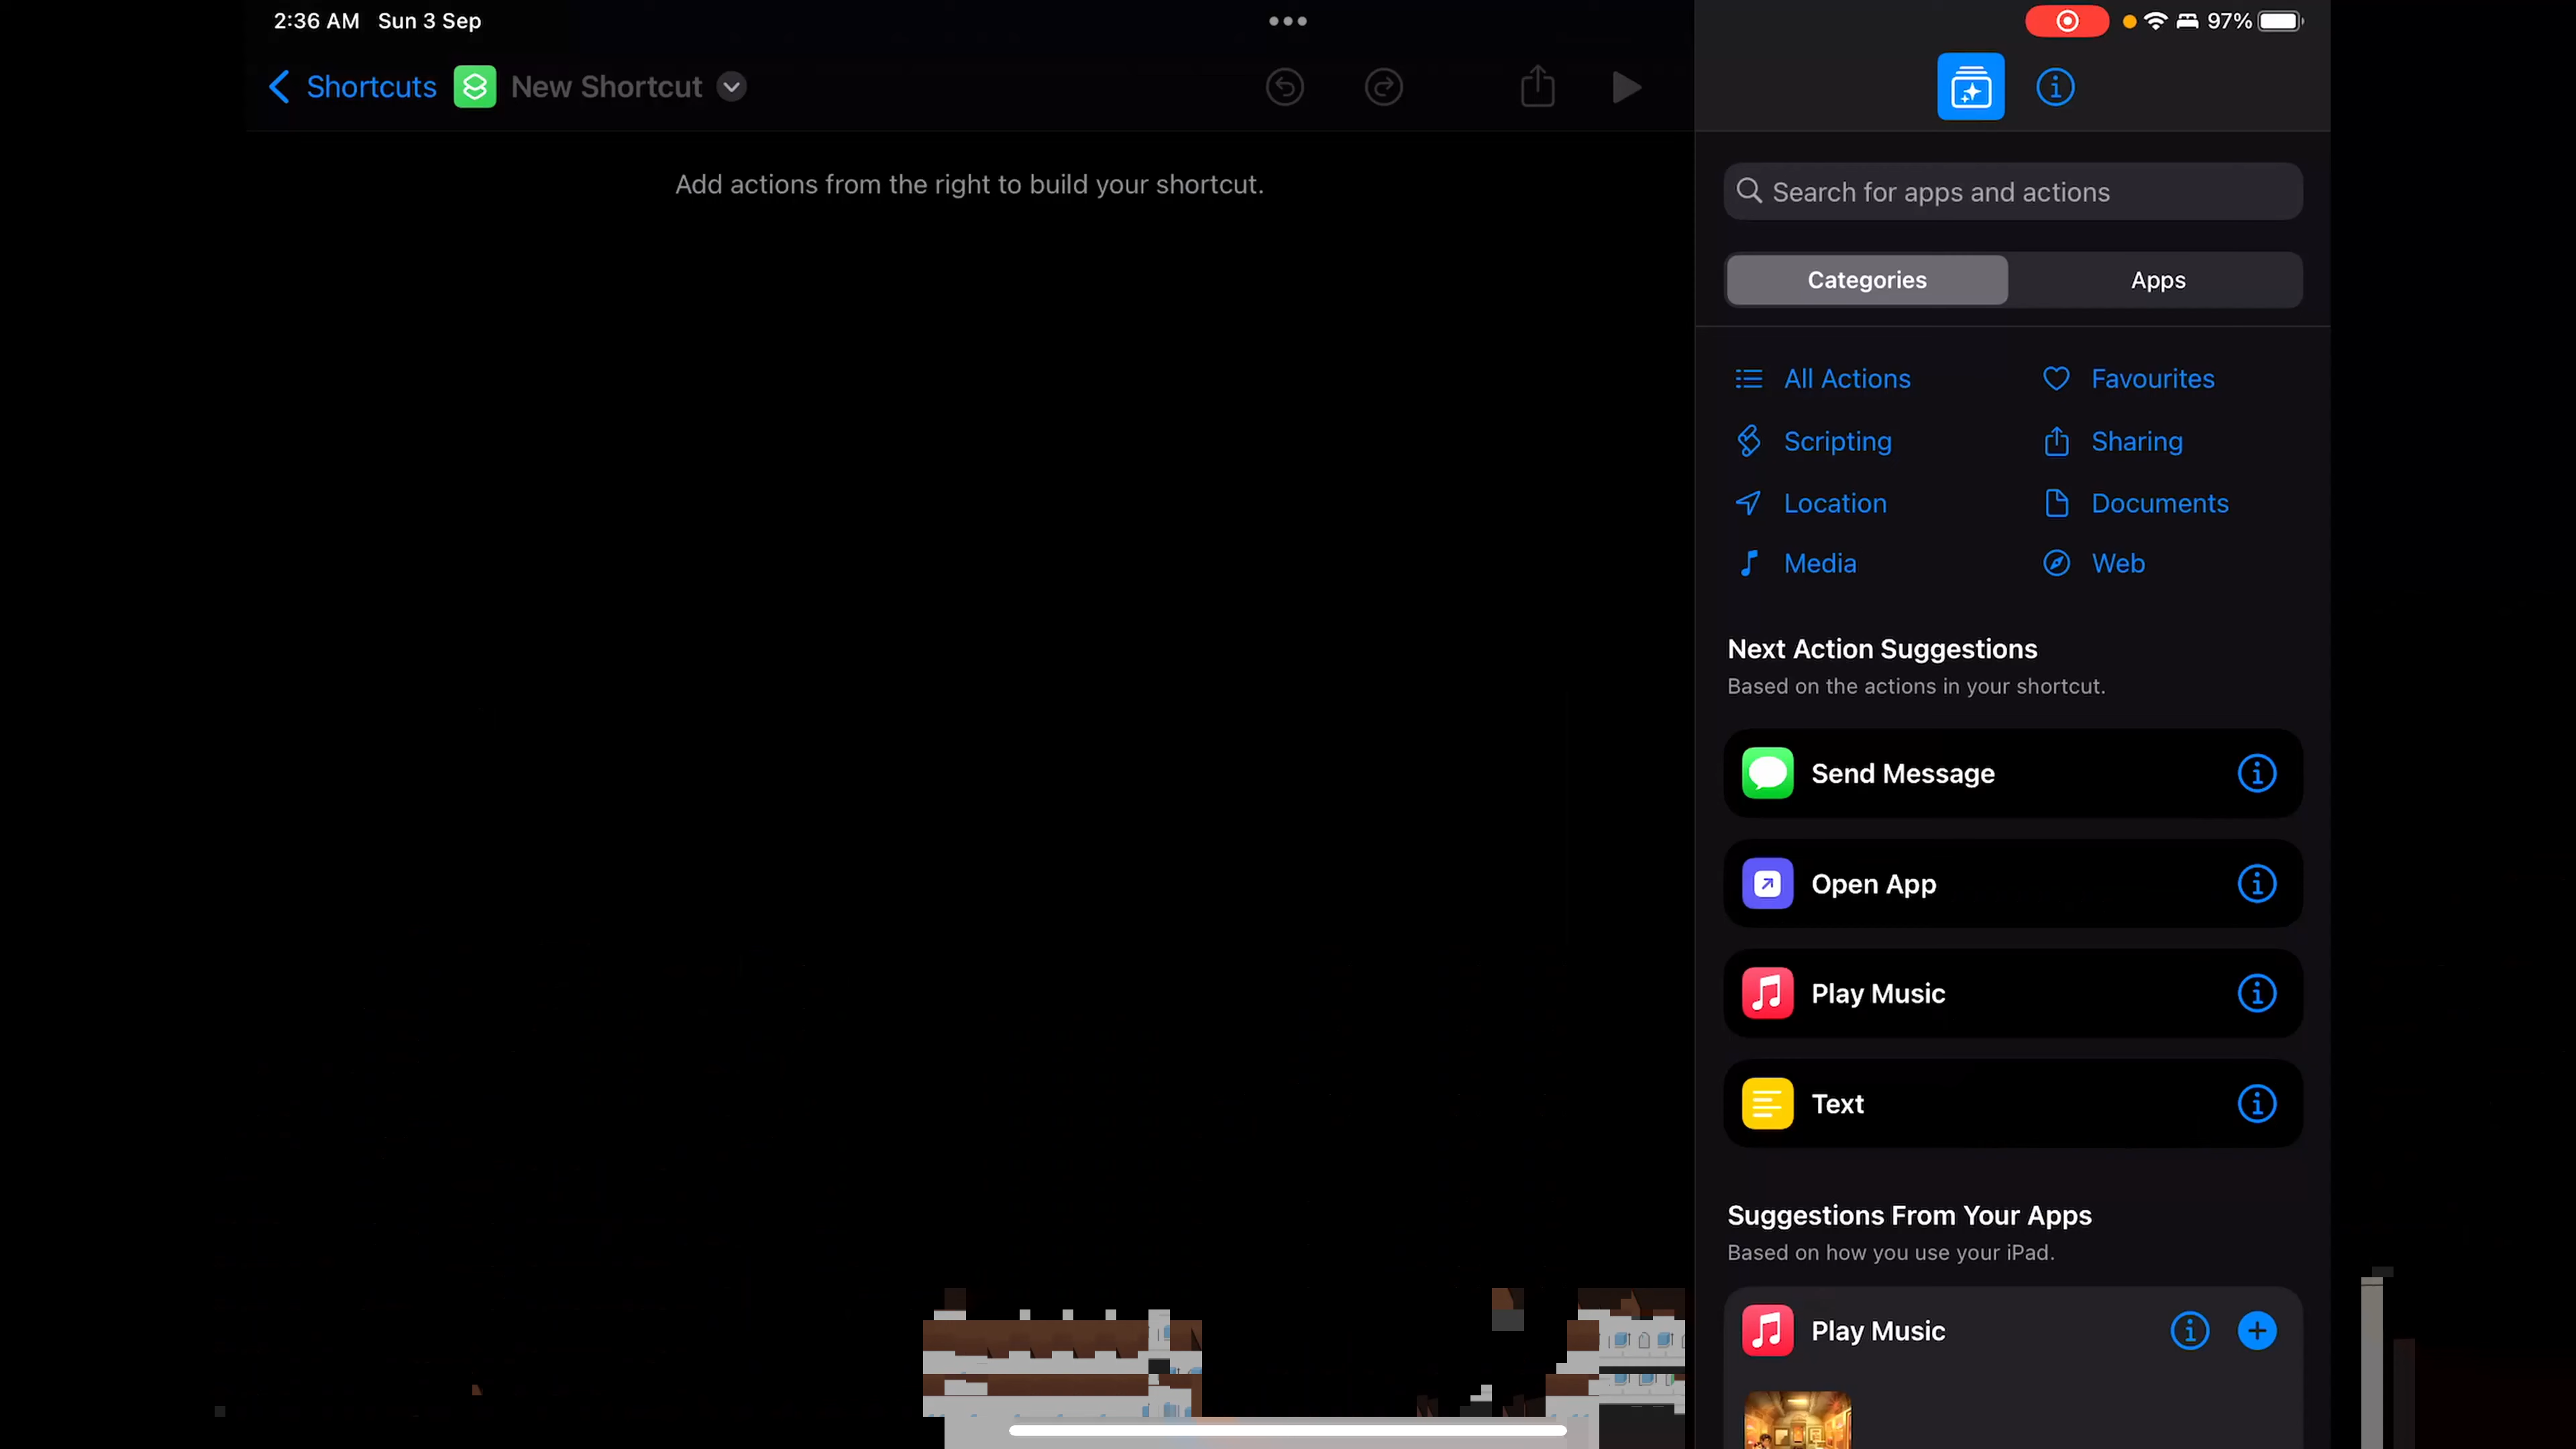 2:36 AM Sun 3 Sep
97%
Shortcuts New Shortcut
Add actions from the right to build your shortcut.
Search for apps and actions
Categories Apps
All Actions Favourites
Scripting Sharing
Location Documents
Media Web
Next Action Suggestions
Based on the actions in your shortcut.
Send Message
Open App
Play Music
Text
Suggestions From Your Apps
Based on how you use your iPad.
Play Music